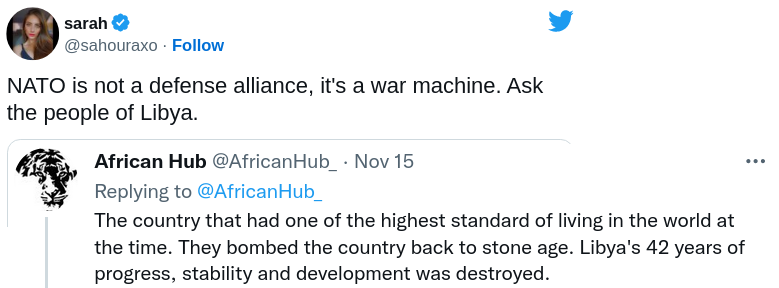 sarah
@sahouraxo · Follow
NATO is not a defense alliance, it's a war machine. Ask
the people of Libya.
African Hub @AfricanHub_ · Nov 15
Replying to @AfricanHub_
The country that had one of the highest standard of living in the world at
the time. They bombed the country back to stone age. Libya's 42 years of
progress, stability and development was destroyed.